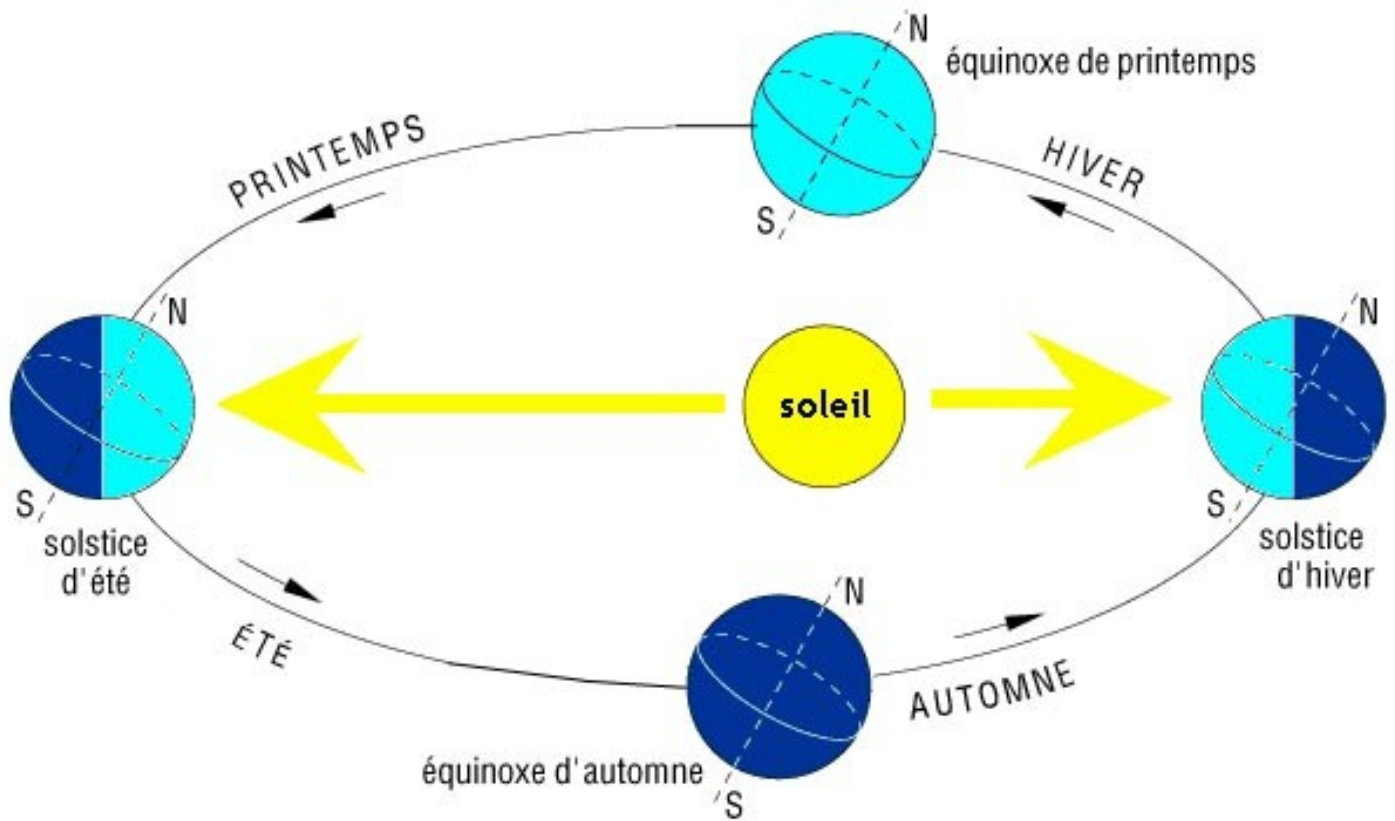 N
équinoxe de printemps
PRINTEMPS
HIVER
S
N
N
soleil
S
S
solstice
d'été
solstice
d'hiver
N
ÉTÉ
AUTOMNE
équinoxe d'automne
S